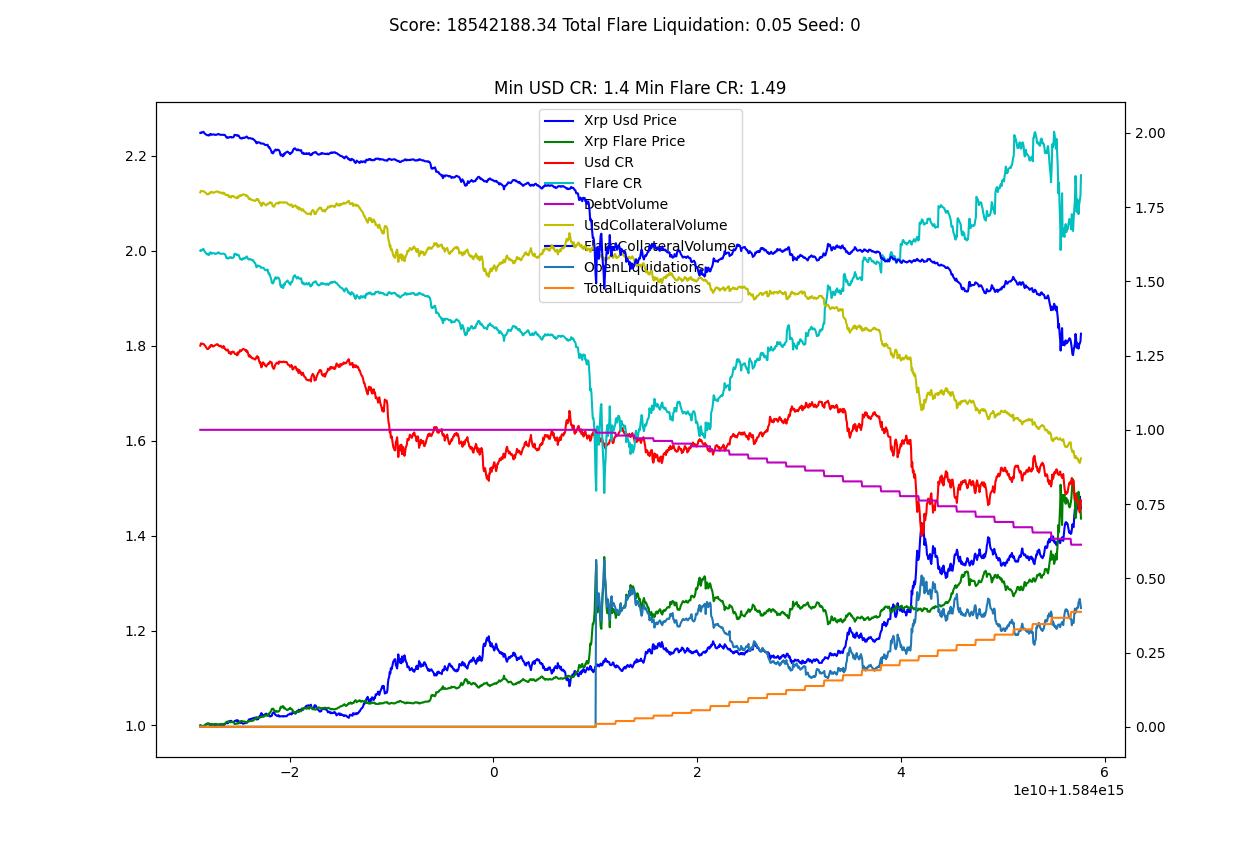 Score: 18542188.34 Total Flare Liquidation: 0.05 Seed: 0
Min USD CR: 1.4 Min Flare CR: 1.49
Xrp Usd Price
Xrp Flare Price
Usd CR
Flare CR
DebtVolume
UsdCollateralVolume
FlareCollateralVolume
OpenLiquidations
TotalLiquidations
2.2
2.0
1.8
1.6
1.4
1.2
1.0
2.00
1.75
1.50
1.25
1.00
0.75
0.50
0.25
0.00
−2
0
2
4
6
1e10+1.584e15